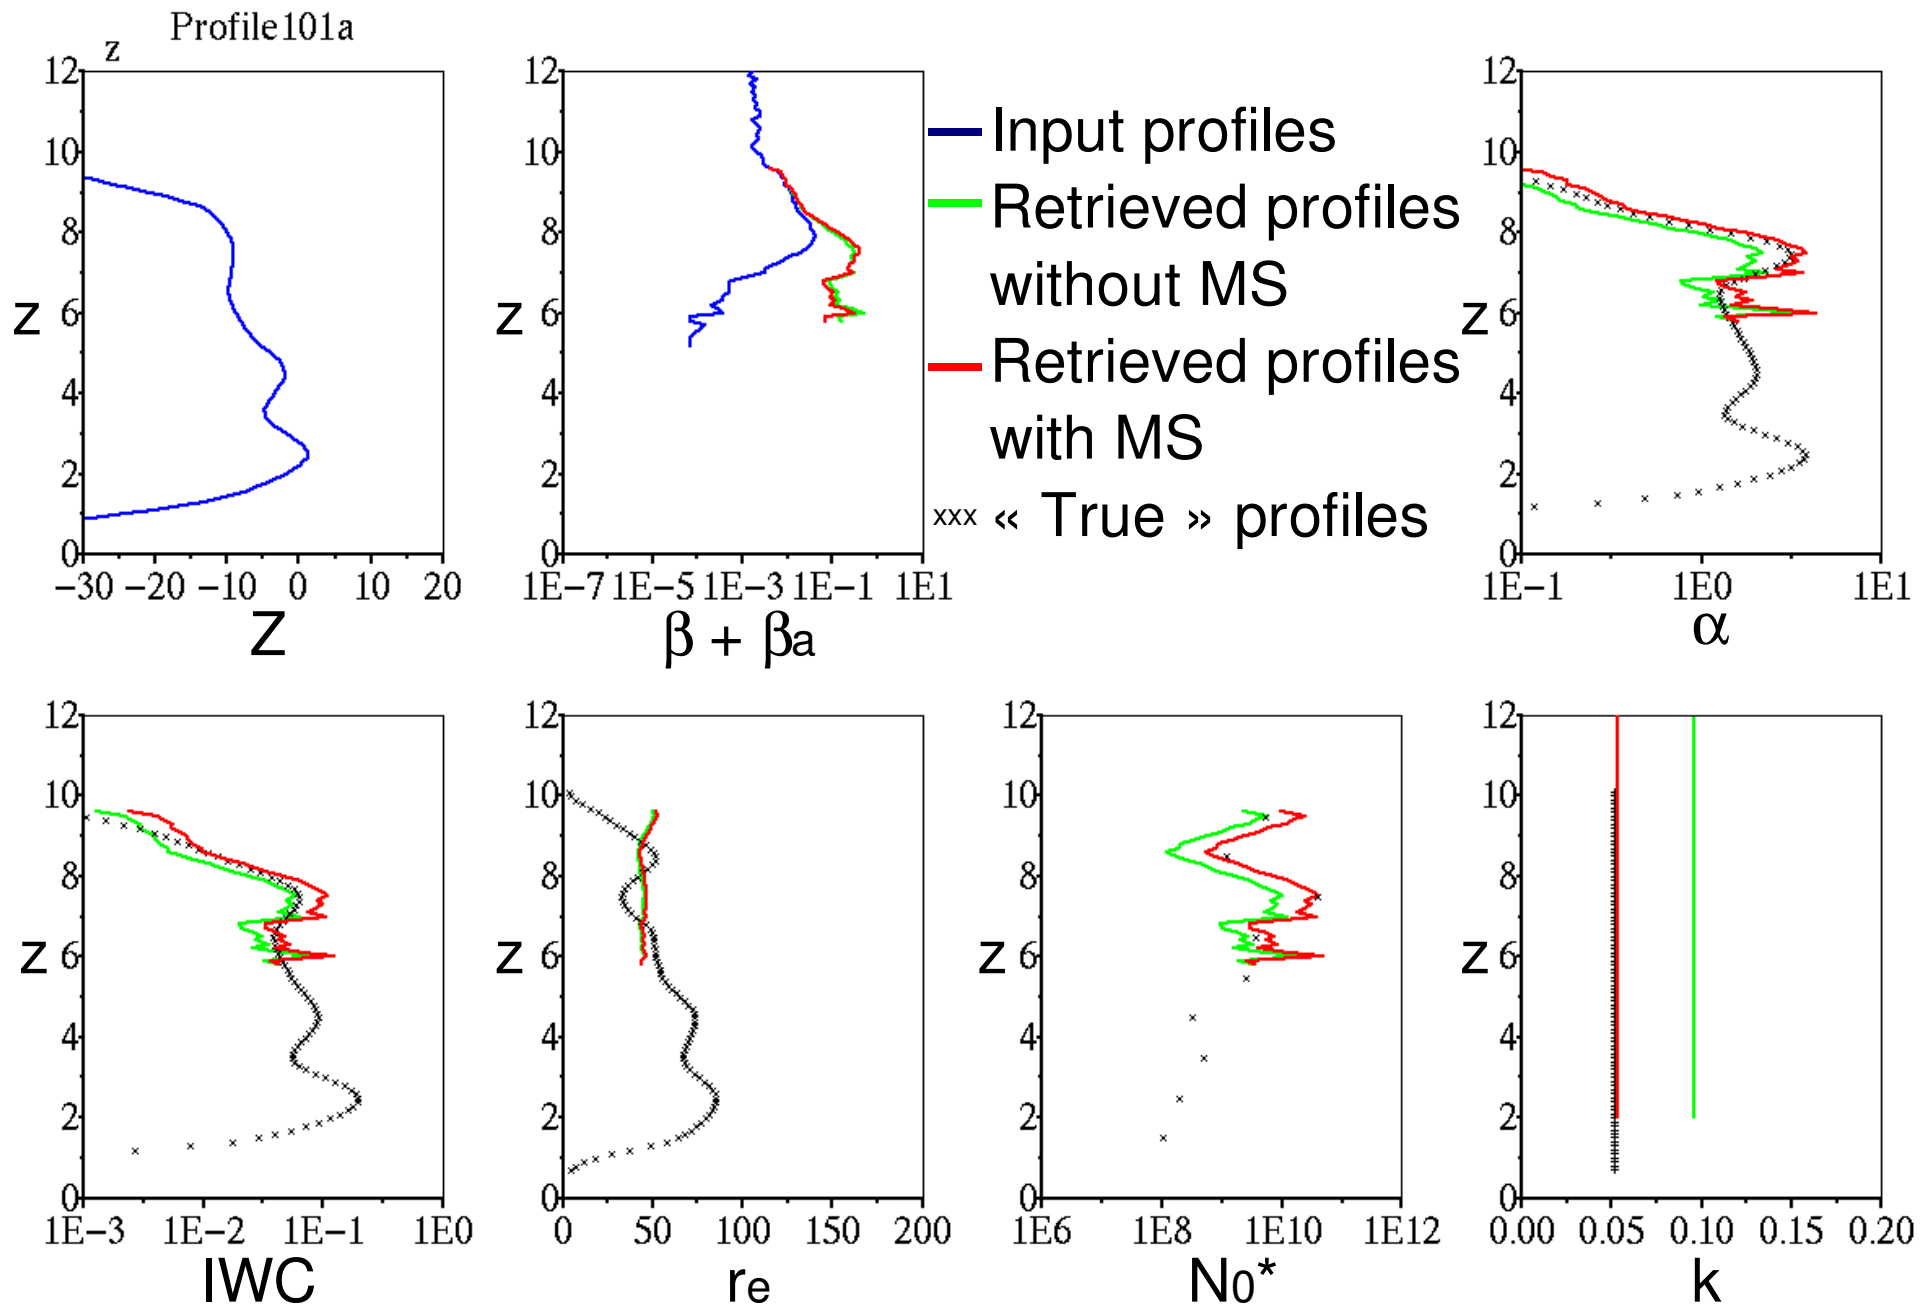 Profile101a
z
12
10
8
6
4
2
0
z
−30 −20 −10 0 10 20
Z
12
10
8
6
4
2
0
z
1E−7 1E−5 1E−3 1E−1 1E1
β + βa
Input profiles
Retrieved profiles
without MS
Retrieved profiles
with MS
xxx « True » profiles
12
10
8
6
4
2
0
z
1E−1 1E0 1E1
α
12
10
8
6
4
2
0
z
1E−3 1E−2 1E−1 1E0
IWC
12
10
8
6
4
2
0
z
0 50 100 150 200
re
12
10
8
6
4
2
0
z
1E6 1E8 1E10 1E12
N0*
12
10
8
6
4
2
0
z
0.00 0.05 0.10 0.15 0.20
k